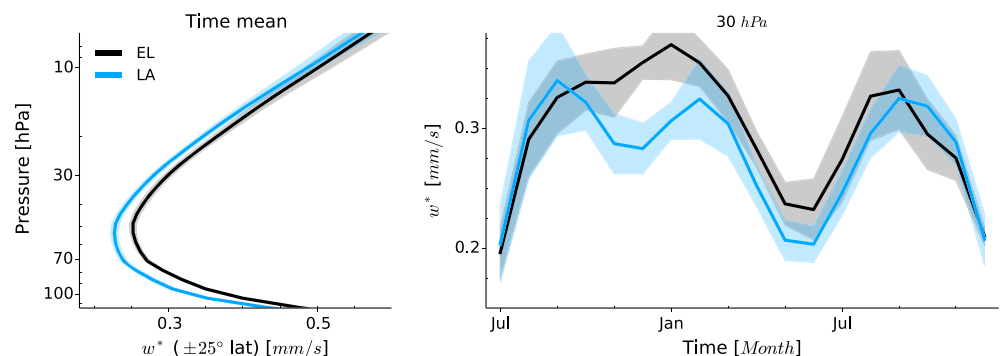 Time mean
EL
LA
Pressure [hPa]
10
30
70
100
0.3
0.5
w* (±25° lat) [mm/s]
30 hPa
w* [mm/s]
0.3
0.2
Jul
Jan
Jul
Time [Month]